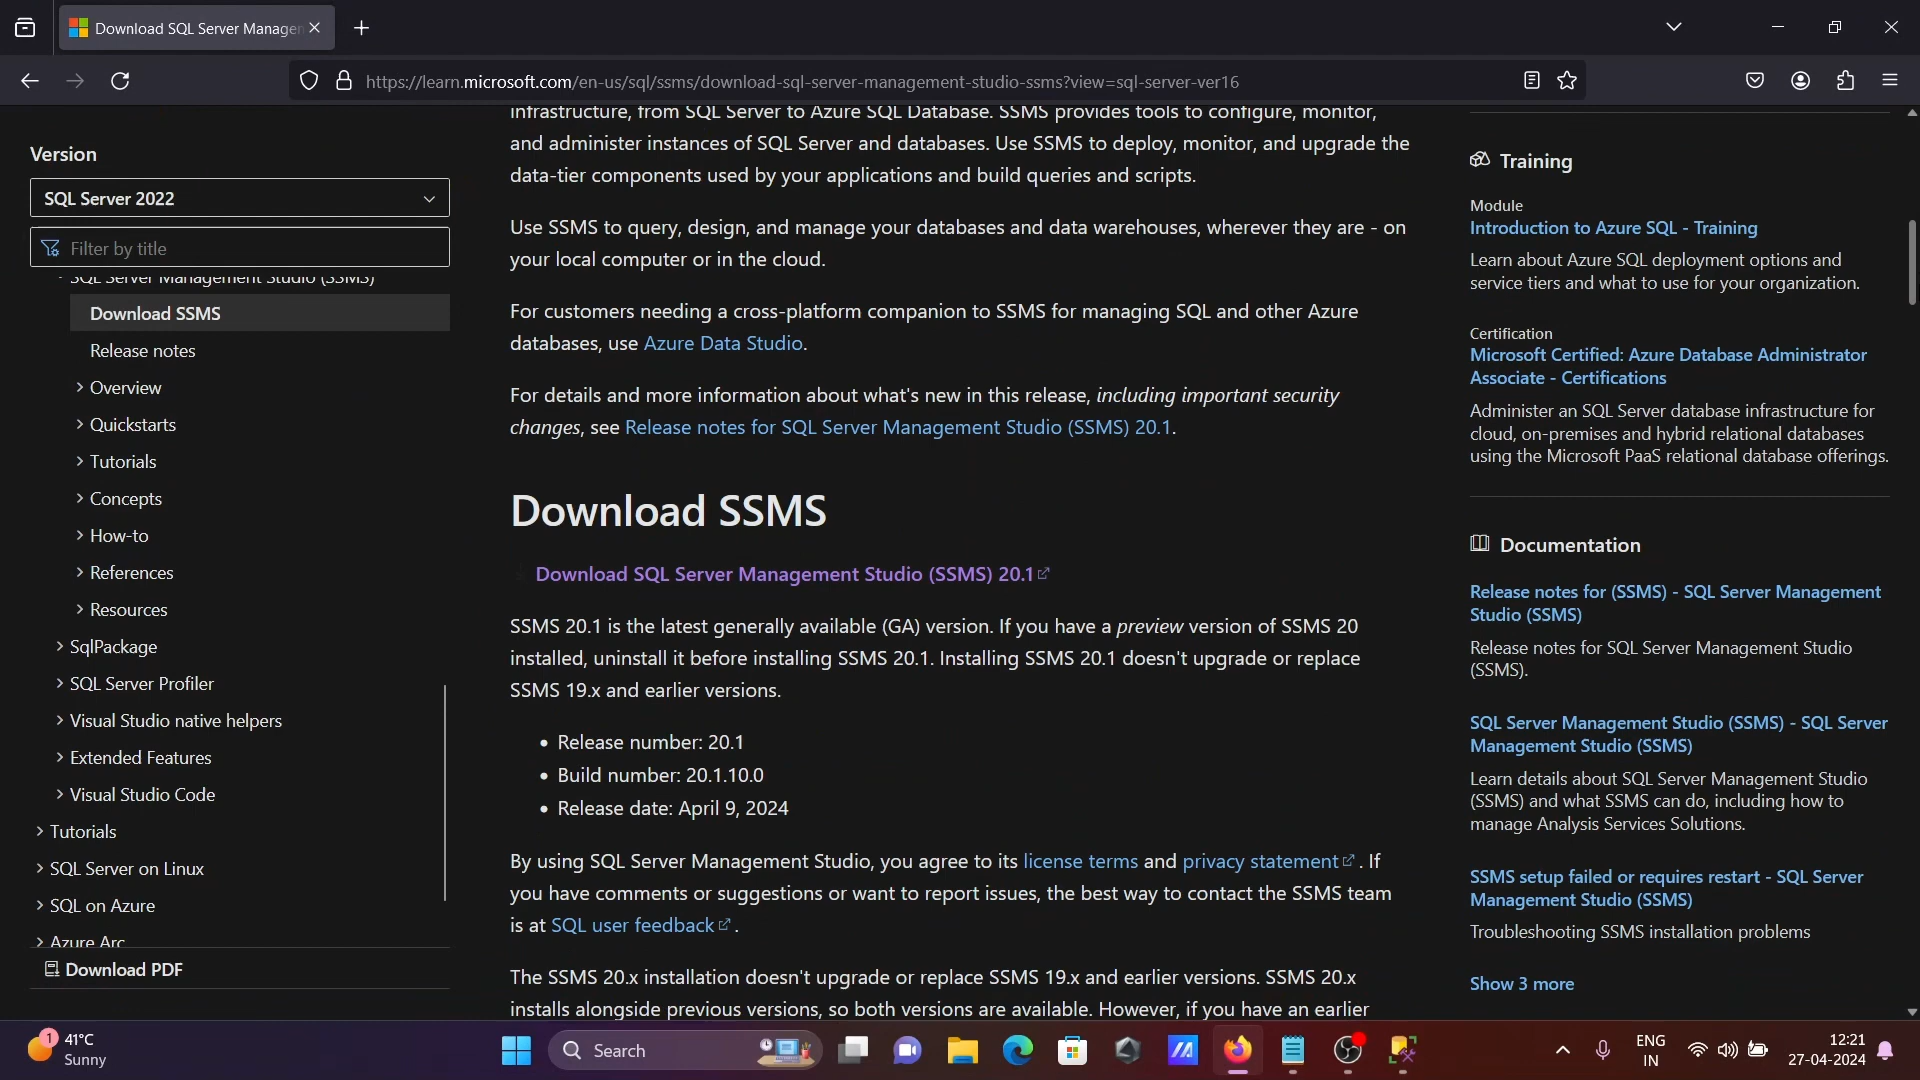 Download SQL Server Manager
https://learn.microsoft.com/en-us/sql/ssms/download-sql-server-management-studio-ssms?view=sql-server-ver16
Version
SQL Server 2022
Filter by title
SQL Server Management Studio (SSMS)
Download SSMS
Release notes
Overview
Quickstarts
Tutorials
Concepts
How-to
References
Resources
SqlPackage
SQL Server Profiler
Visual Studio native helpers
Extended Features
Visual Studio Code
Tutorials
SQL Server on Linux
SQL on Azure
Azure Arc
Download PDF
infrastructure, from SQL Server to Azure SQL Database. SSMS provides tools to configure, monitor,
and administer instances of SQL Server and databases. Use SSMS to deploy, monitor, and upgrade the
data-tier components used by your applications and build queries and scripts.
Use SSMS to query, design, and manage your databases and data warehouses, wherever they are - on
your local computer or in the cloud.
For customers needing a cross-platform companion to SSMS for managing SQL and other Azure
databases, use Azure Data Studio.
For details and more information about what's new in this release, including important security
changes, see Release notes for SQL Server Management Studio (SSMS) 20.1.
Download SSMS
Download SQL Server Management Studio (SSMS) 20.1
SSMS 20.1 is the latest generally available (GA) version. If you have a preview version of SSMS 20
installed, uninstall it before installing SSMS 20.1. Installing SSMS 20.1 doesn't upgrade or replace
SSMS 19.x and earlier versions.
• Release number: 20.1
• Build number: 20.1.10.0
• Release date: April 9, 2024
By using SQL Server Management Studio, you agree to its license terms and privacy statement. If
you have comments or suggestions or want to report issues, the best way to contact the SSMS team
is at SQL user feedback.
The SSMS 20.x installation doesn't upgrade or replace SSMS 19.x and earlier versions. SSMS 20.x
installs alongside previous versions, so both versions are available. However, if you have an earlier
Training
Module
Introduction to Azure SQL - Training
Learn about Azure SQL deployment options and
service tiers and what to use for your organization.
Certification
Microsoft Certified: Azure Database Administrator
Associate - Certifications
Administer an SQL Server database infrastructure for
cloud, on-premises and hybrid relational databases
using the Microsoft PaaS relational database offerings.
Documentation
Release notes for (SSMS) - SQL Server Management
Studio (SSMS)
Release notes for SQL Server Management Studio
(SSMS).
SQL Server Management Studio (SSMS) - SQL Server
Management Studio (SSMS)
Learn details about SQL Server Management Studio
(SSMS) and what SSMS can do, including how to
manage Analysis Services Solutions.
SSMS setup failed or requires restart - SQL Server
Management Studio (SSMS)
Troubleshooting SSMS installation problems
Show 3 more
1
41°C
Sunny
Search
ENG
IN
12:21
27-04-2024